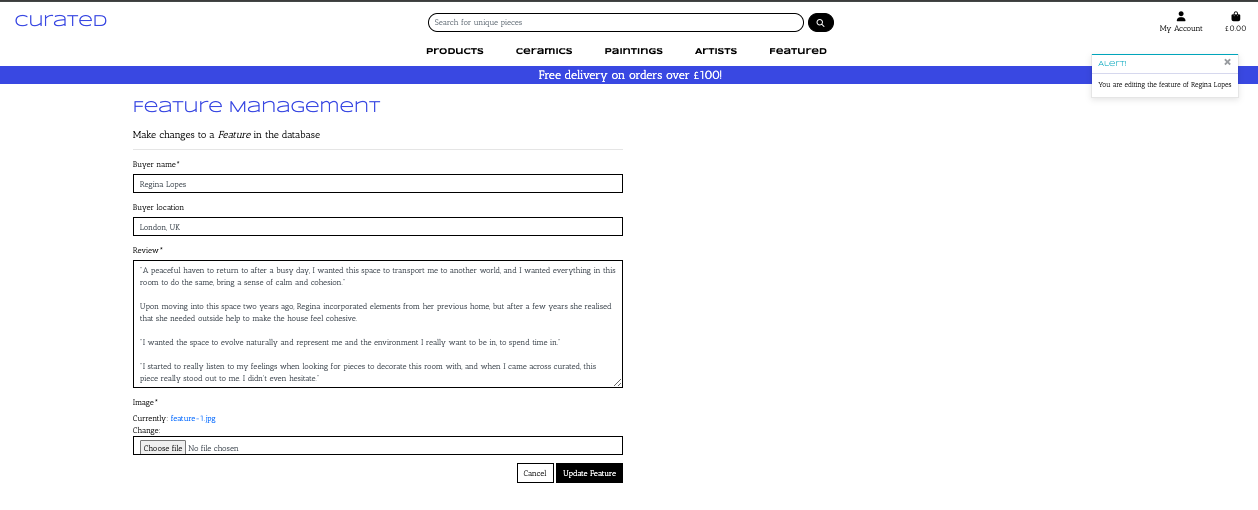 curated
Search for unique pieces
My Account
£0.00
Products Ceramics Paintings Artists Featured
Free delivery on orders over £100!
Alert!
×
You are editing the feature of Regina Lopes
Feature Management
Make changes to a Feature in the database
Buyer name*
Regina Lopes
Buyer location
London, UK
Review*
"A peaceful haven to return to after a busy day, I wanted this space to transport me to another world, and I wanted everything in this
room to do the same, bring a sense of calm and cohesion."
Upon moving into this space two years ago, Regina incorporated elements from her previous home, but after a few years she realised
that she needed outside help to make the house feel cohesive.
"I wanted the space to evolve naturally and represent me and the environment I really want to be in, to spend time in."
"I started to really listen to my feelings when looking for pieces to decorate this room with, and when I came across curated, this
piece really stood out to me. I didn't even hesitate."
Image*
Currently: feature-1.jpg
Change:
Choose file No file chosen
Cancel Update Feature